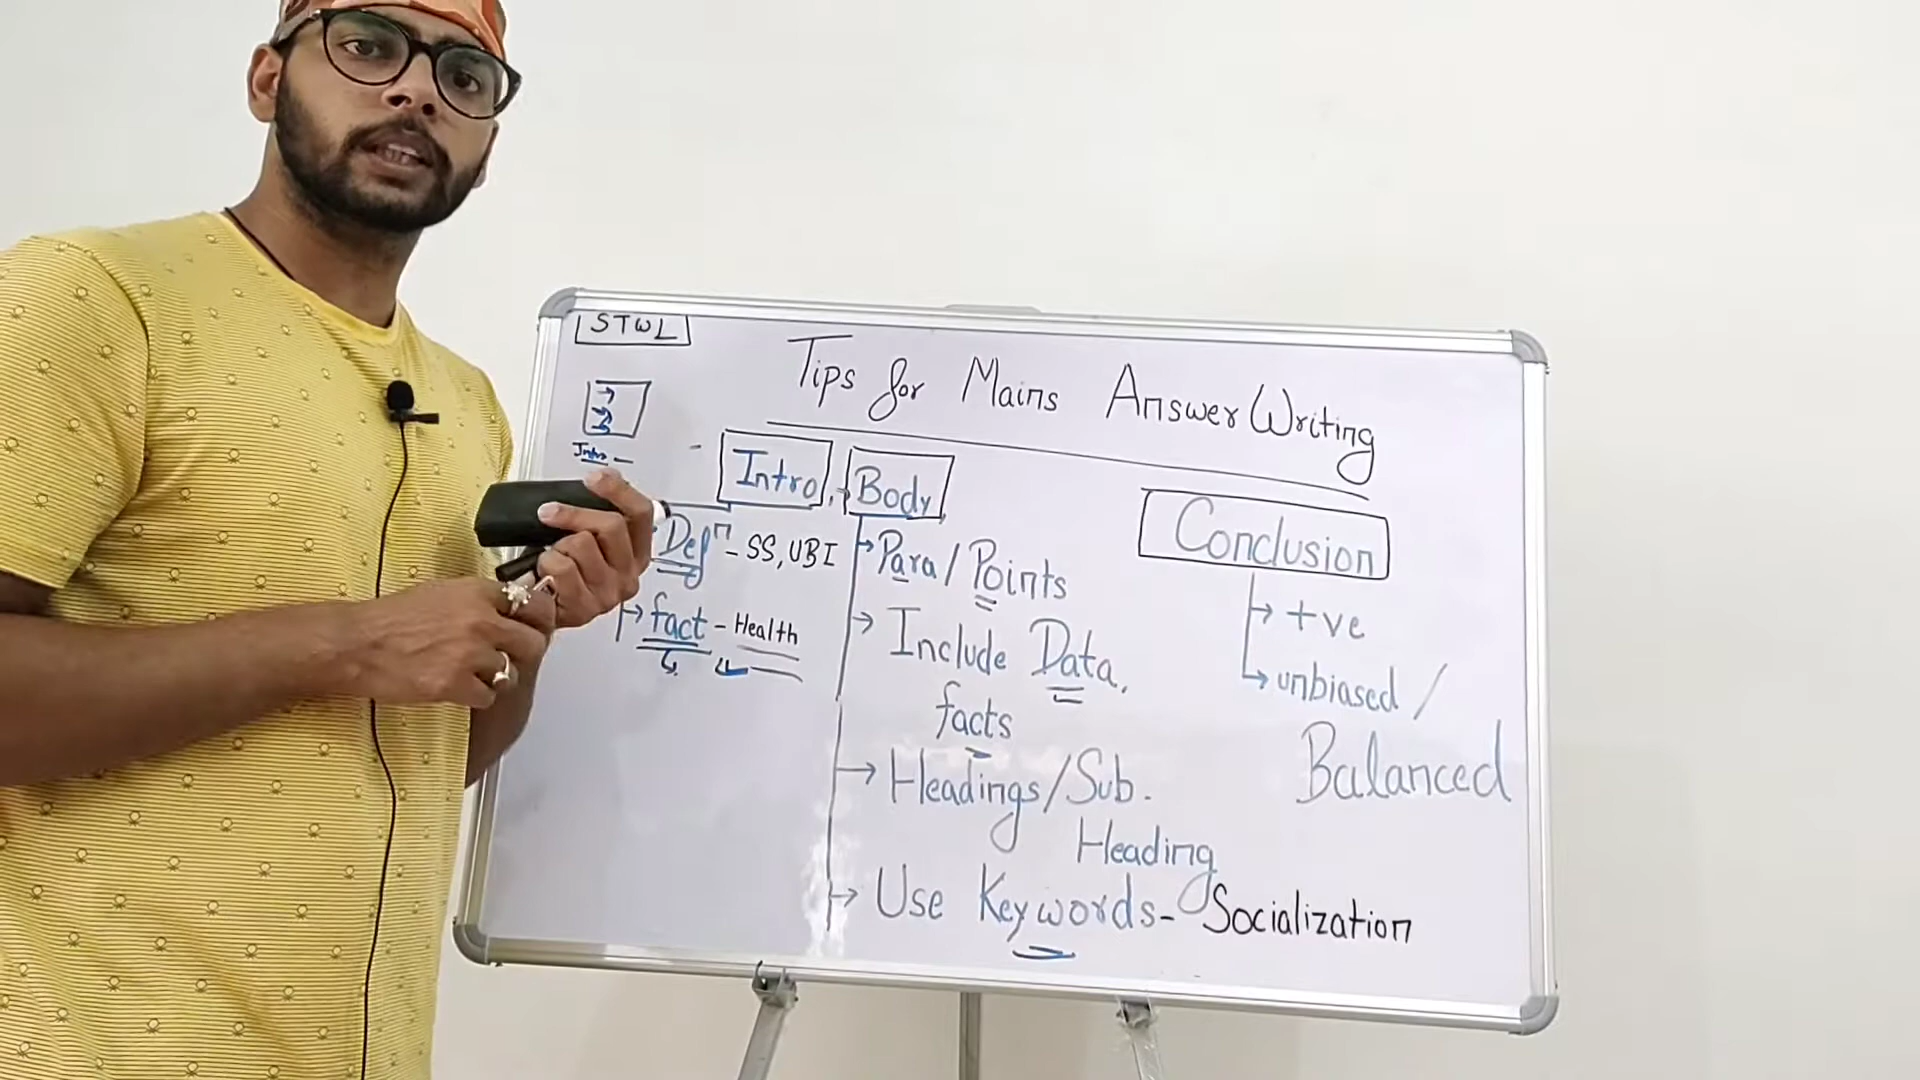 STWL
Tips for Mains Answer Writing
Intro -
- Intro, → Body,
Conclusion
Defⁿ - SS, UBI
→ fact - Health
→ Para / Points
→ Include Data,
facts
→ Headings/Sub.
Heading
→ Use Keywords - Socialization
→ +ve
→ unbiased /
Balanced